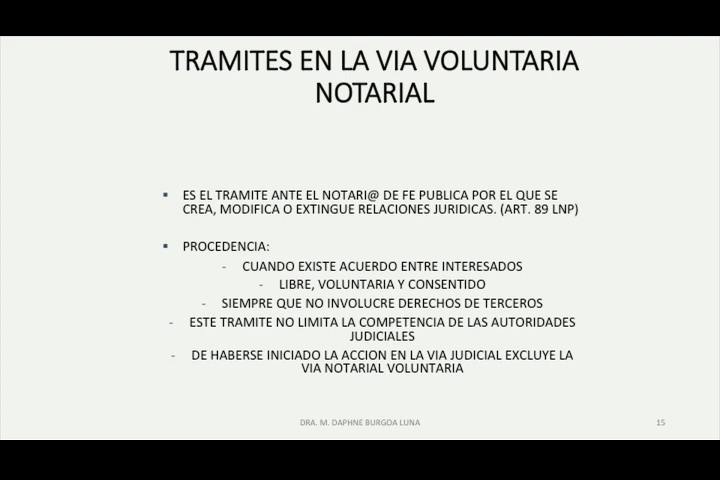 TRAMITES EN LA VIA VOLUNTARIA
NOTARIAL
▪ ES EL TRAMITE ANTE EL NOTARI@ DE FE PUBLICA POR EL QUE SE
CREA, MODIFICA O EXTINGUE RELACIONES JURIDICAS. (ART. 89 LNP)
▪ PROCEDENCIA:
- CUANDO EXISTE ACUERDO ENTRE INTERESADOS
- LIBRE, VOLUNTARIA Y CONSENTIDO
- SIEMPRE QUE NO INVOLUCRE DERECHOS DE TERCEROS
- ESTE TRAMITE NO LIMITA LA COMPETENCIA DE LAS AUTORIDADES
JUDICIALES
- DE HABERSE INICIADO LA ACCION EN LA VIA JUDICIAL EXCLUYE LA
VIA NOTARIAL VOLUNTARIA
DRA. M. DAPHNE BURGOA LUNA
15